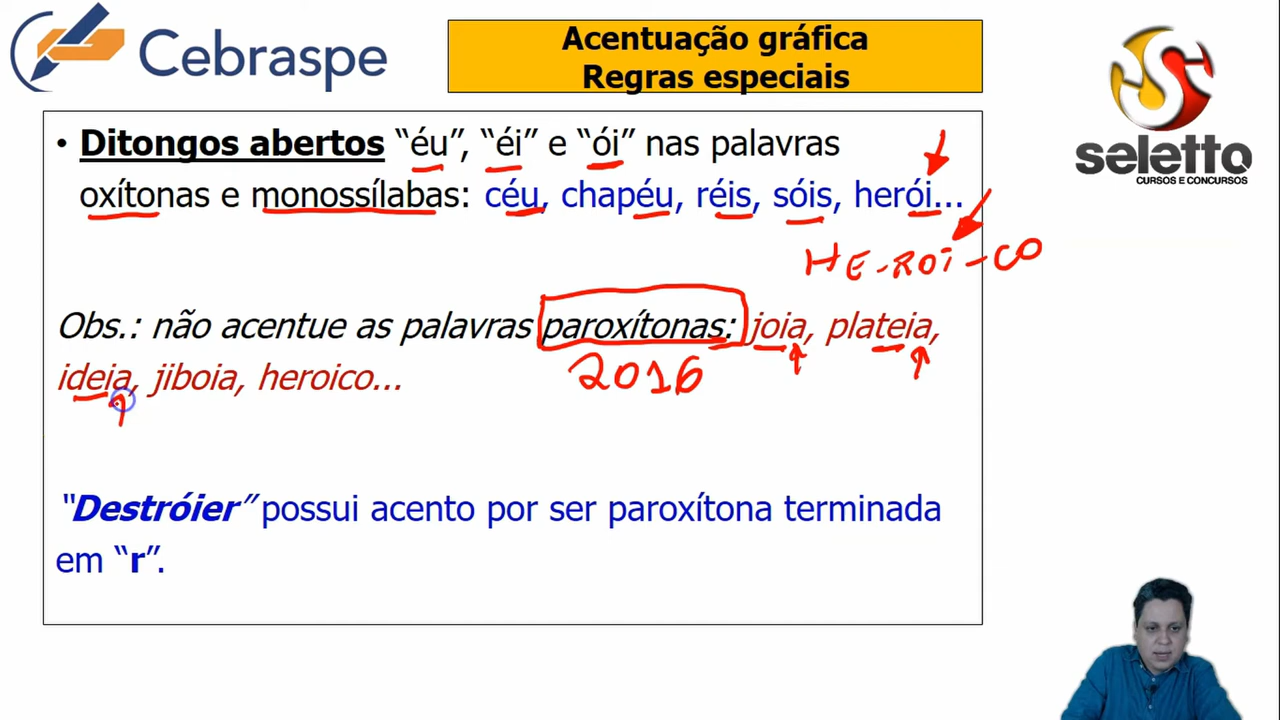 Cebraspe
Acentuação gráfica
Regras especiais
seletto
CURSOS E CONCURSOS
• Ditongos abertos “éu”, “éi” e “ói” nas palavras
oxítonas e monossílabas: céu, chapéu, réis, sóis, herói...
HE-ROI-CO
Obs.: não acentue as palavras paroxítonas: joia, plateia,
2016
ideia, jiboia, heroico...
“Destróier” possui acento por ser paroxítona terminada
em “r”.